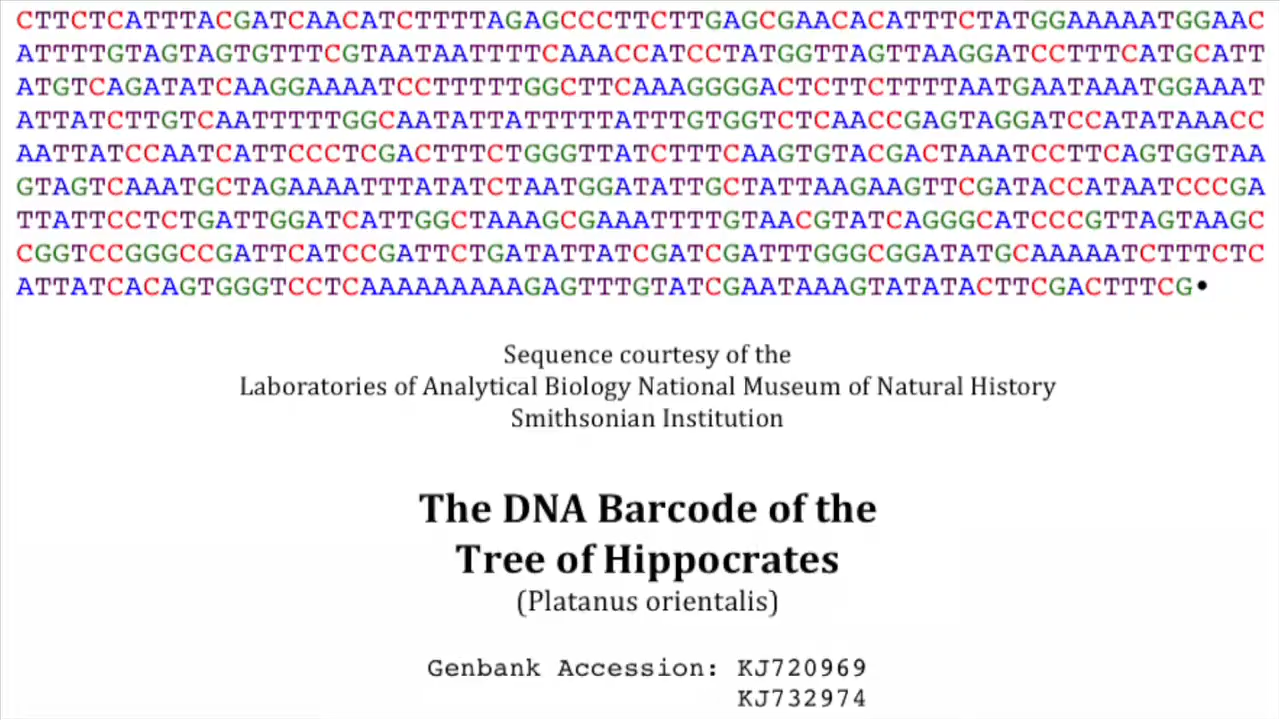 CTTCTCATTTACGATCAACATCTTTTAGAGCCCTTCTTGAGCGAACACATTTCTATGGAAAAATGGAAC
ATTTTGTAGTAGTGTTTCGTAATAATTTTCAAACCATCCTATGGTTAGTTAAGGATCCTTTCATGCATT
ATGTCAGATATCAAGGAAAATCCTTTTTGGCTTCAAAGGGGACTCTTCTTTTAATGAATAAATGGAAAT
ATTATCTTGTCAATTTTTGGCAATATTATTTTTATTTGTGGTCTCAACCGAGTAGGATCCATATAAACC
AATTATCCAATCATTCCCTCGACTTTCTGGGTTATCTTTCAAGTGTACGACTAAATCCTTCAGTGGTAA
GTAGTCAAATGCTAGAAAATTTATATCTAATGGATATTGCTATTAAGAAGTTCGATACCATAATCCCGA
TTATTCCTCTGATTGGATCATTGGCTAAAGCGAAATTTTGTAACGTATCAGGGCATCCCGTTAGTAAGC
CGGTCCGGGCCGATTCATCCGATTCTGATATTATCGATCGATTTGGGCGGATATGCAAAAATCTTTCTC
ATTATCACAGTGGGTCCTCAAAAAAAAAGAGTTTGTATCGAATAAAGTATATACTTCGACTTTCG•
Sequence courtesy of the
Laboratories of Analytical Biology National Museum of Natural History
Smithsonian Institution
The DNA Barcode of the
Tree of Hippocrates
(Platanus orientalis)
Genbank Accession: KJ720969
KJ732974